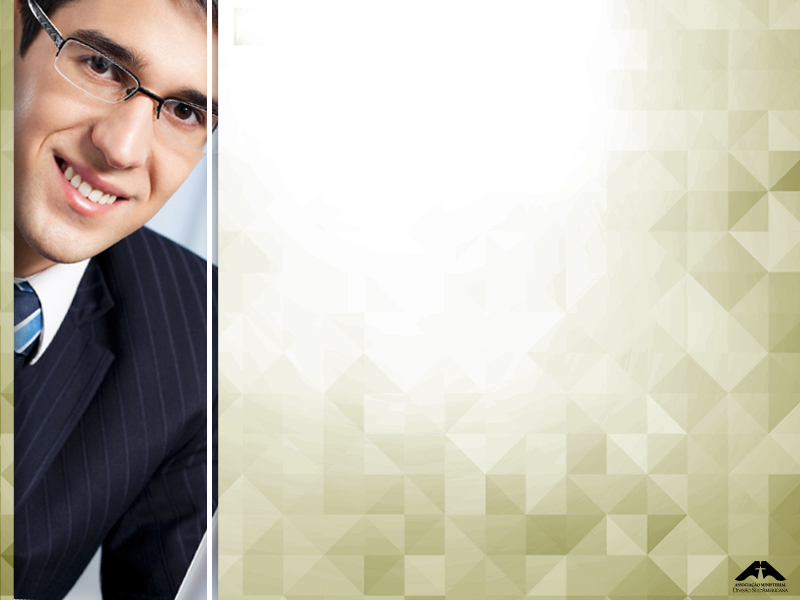 ASSOCIAÇÃO MINISTERIAL
DIVISÃO SUL-AMERICANA